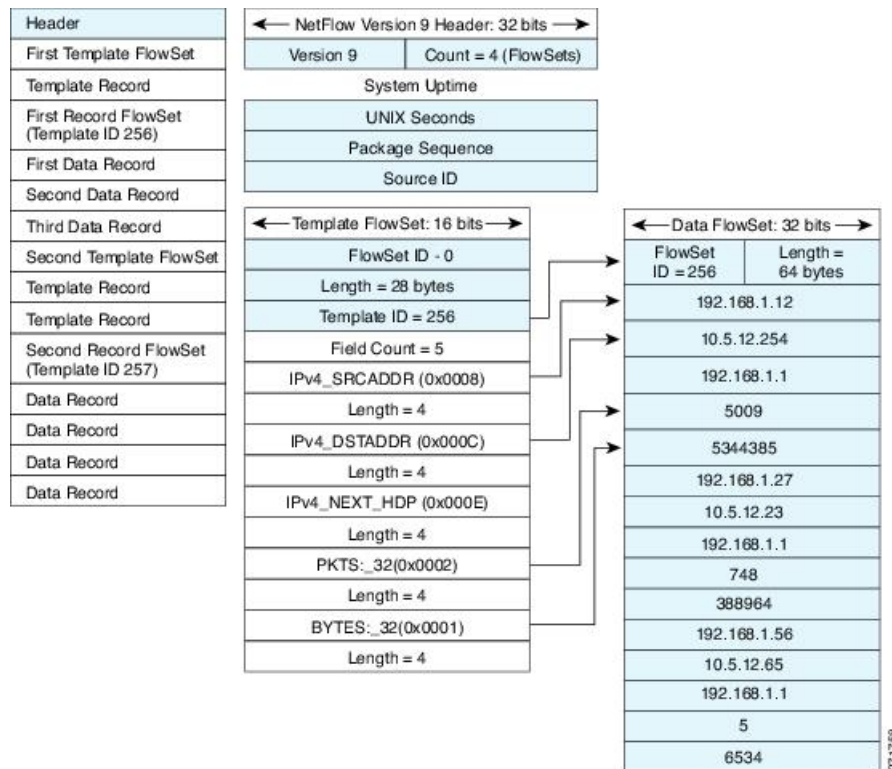 Header
First Template FlowSet
Template Record
First Record FlowSet
(Template ID 256)
First Data Record
Second Data Record
Third Data Record
Second Template FlowSet
Template Record
Template Record
Second Record FlowSet
(Template ID 257)
Data Record
Data Record
Data Record
Data Record
NetFlow Version 9 Header: 32 bits
Version 9
Count = 4 (FlowSets)
System Uptime
UNIX Seconds
Package Sequence
Source ID
Template FlowSet: 16 bits
FlowSet ID - 0
Length = 28 bytes
Template ID = 256
Field Count = 5
IPv4_SRCADDR (0x0008)
Length = 4
IPv4_DSTADDR (0x000C)
Length = 4
IPv4_NEXT_HDP (0x000E)
Length = 4
PKTS:_32(0x0002)
Length = 4
BYTES:_32(0x0001)
Length = 4
Data FlowSet: 32 bits
FlowSet
ID = 256
Length =
64 bytes
192.168.1.12
10.5.12.254
192.168.1.1
5009
5344385
192.168.1.27
10.5.12.23
192.168.1.1
748
388964
192.168.1.56
10.5.12.65
192.168.1.1
5
6534